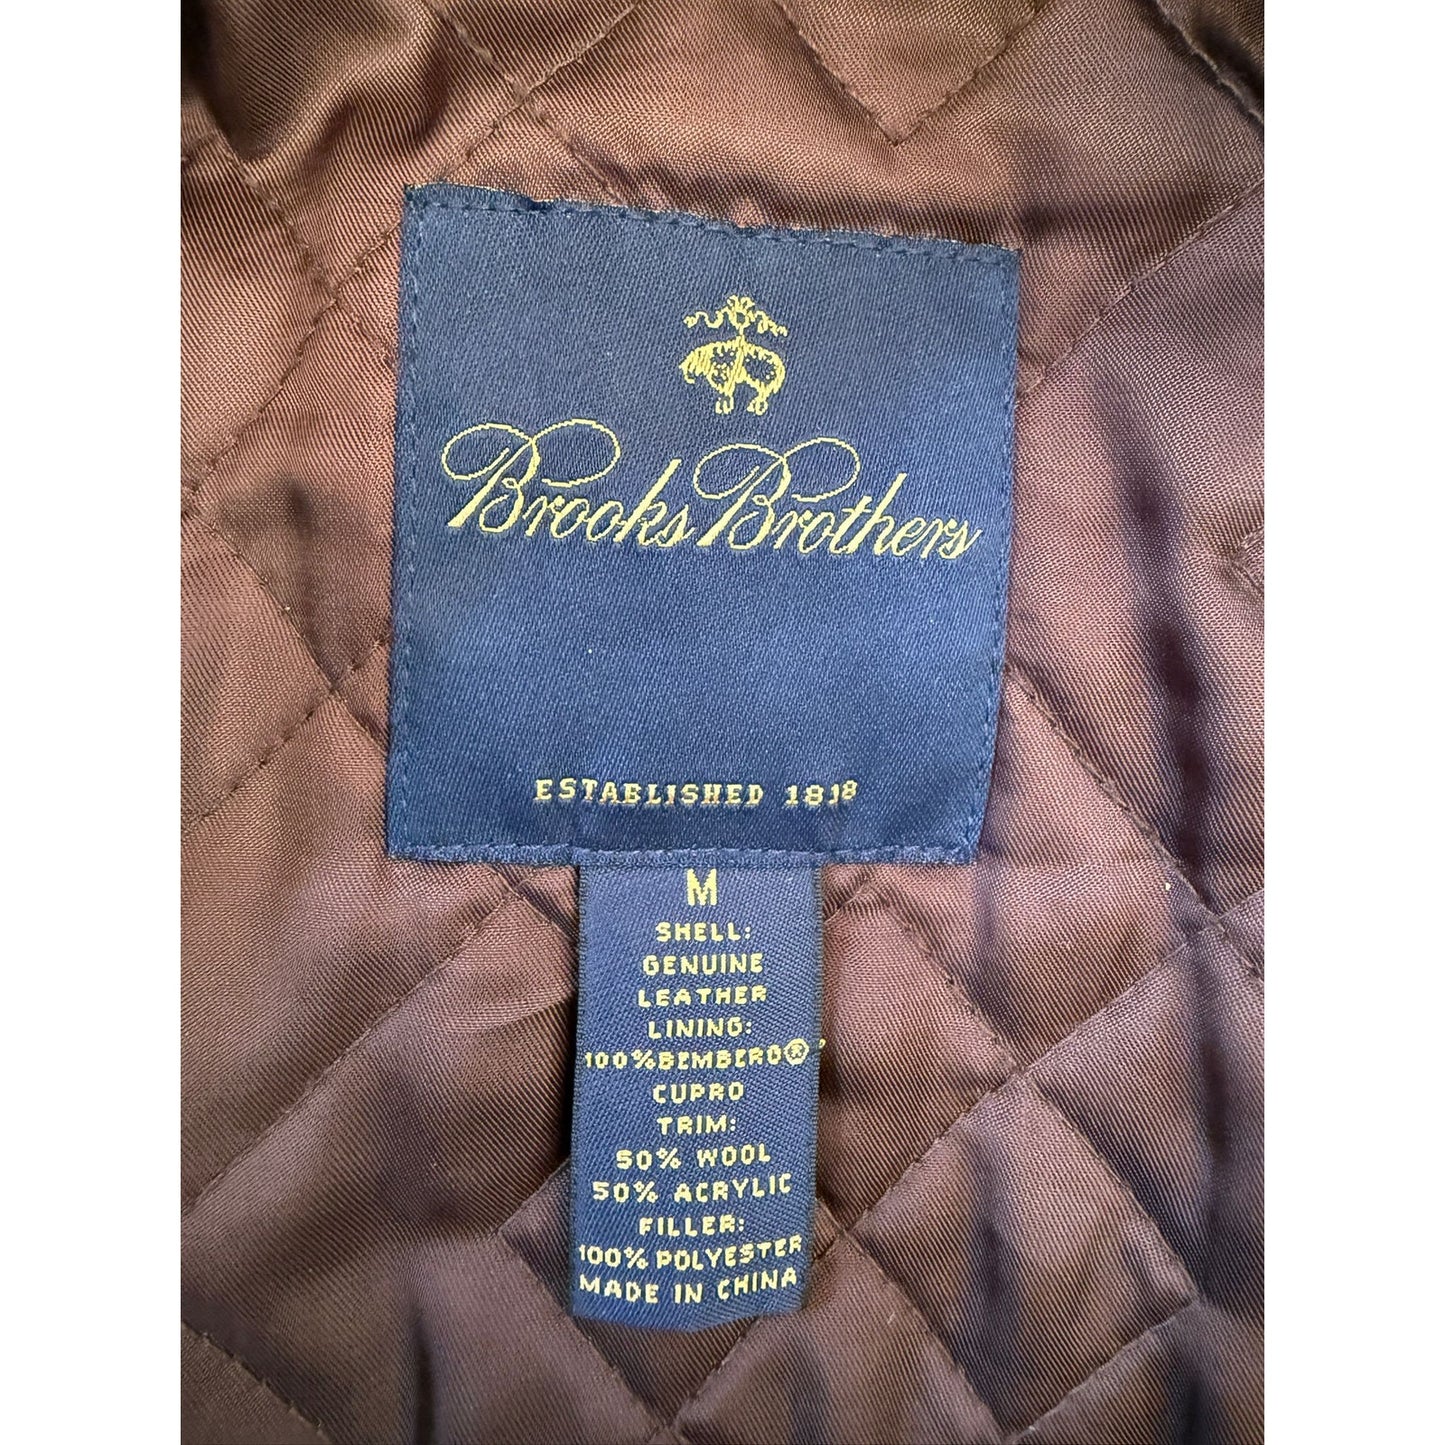 Brooks Brothers
ESTABLISHED 1818
M
SHELL:
GENUINE
LEATHER
LINING:
100%BEMBERG®
CUPRO
TRIM:
50% WOOL
50% ACRYLIC
FILLER:
100% POLYESTER
MADE IN CHINA